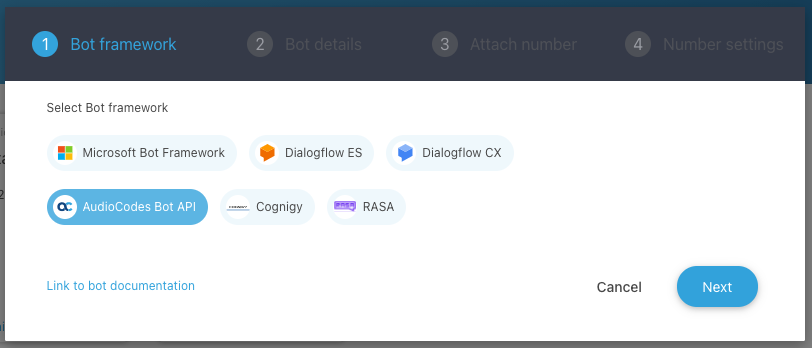 1 Bot framework 2 Bot details 3 Attach number 4 Number settings
Select Bot framework
Microsoft Bot Framework Dialogflow ES Dialogflow CX
AudioCodes Bot API COGNIGY Cognigy RASA
Link to bot documentation Cancel Next